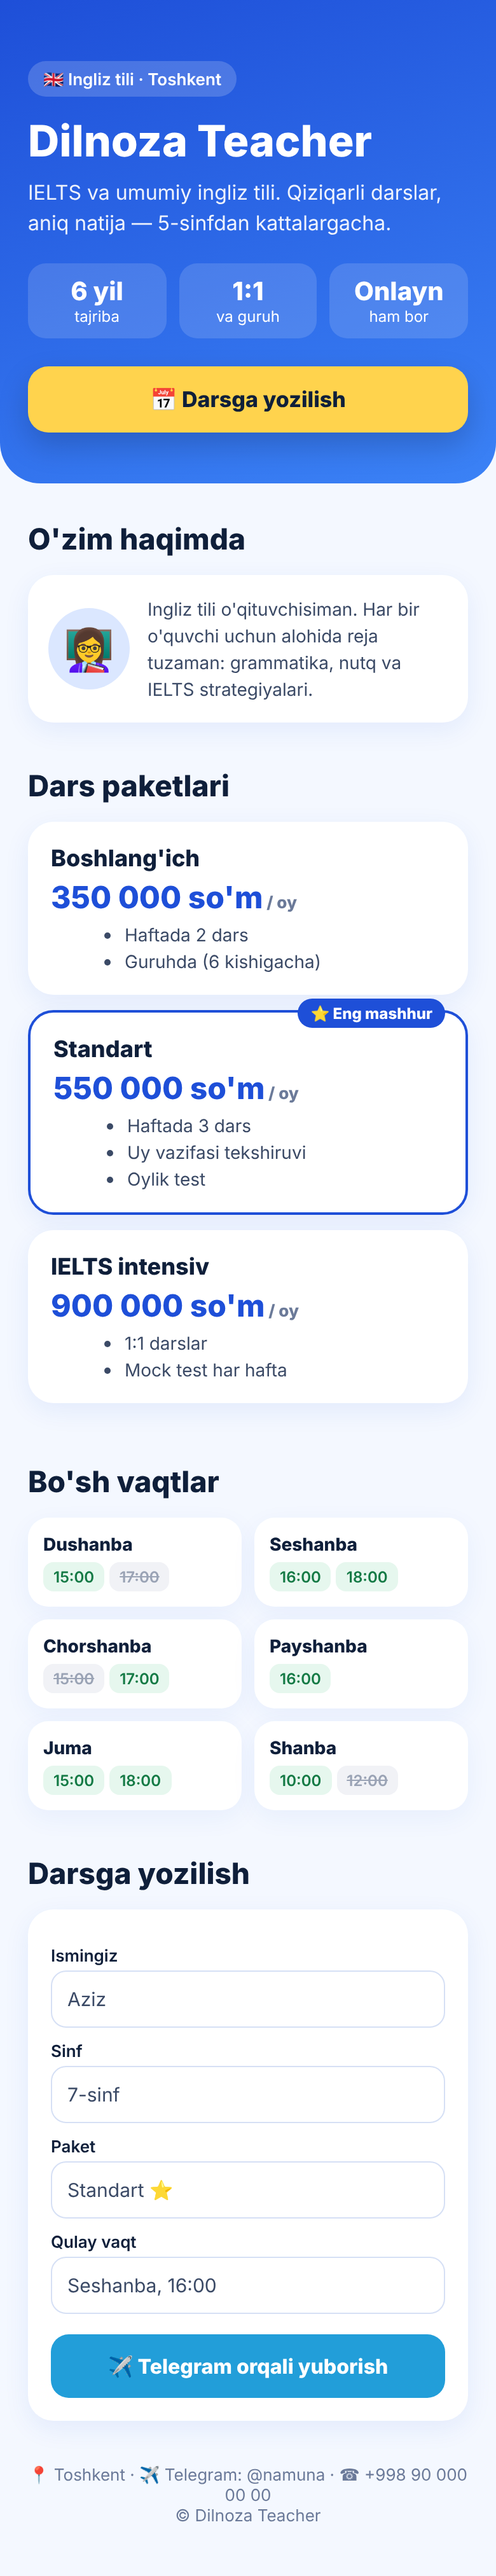 🇬🇧 Ingliz tili · Toshkent
Dilnoza Teacher
IELTS va umumiy ingliz tili. Qiziqarli darslar,
aniq natija — 5-sinfdan kattalargacha.
6 yil
tajriba
1:1
va guruh
Onlayn
ham bor
📅 Darsga yozilish
O'zim haqimda
Ingliz tili o'qituvchisiman. Har bir
o'quvchi uchun alohida reja
tuzaman: grammatika, nutq va
IELTS strategiyalari.
Dars paketlari
Boshlang'ich
350 000 so'm / oy
• Haftada 2 dars
• Guruhda (6 kishigacha)
⭐ Eng mashhur
Standart
550 000 so'm / oy
• Haftada 3 dars
• Uy vazifasi tekshiruvi
• Oylik test
IELTS intensiv
900 000 so'm / oy
• 1:1 darslar
• Mock test har hafta
Bo'sh vaqtlar
Dushanba
15:00 17:00
Seshanba
16:00 18:00
Chorshanba
15:00 17:00
Payshanba
16:00
Juma
15:00 18:00
Shanba
10:00 12:00
Darsga yozilish
Ismingiz
Aziz
Sinf
7-sinf
Paket
Standart ⭐
Qulay vaqt
Seshanba, 16:00
✈️ Telegram orqali yuborish
📍 Toshkent · ✈️ Telegram: @namuna · ☎ +998 90 000
00 00
© Dilnoza Teacher